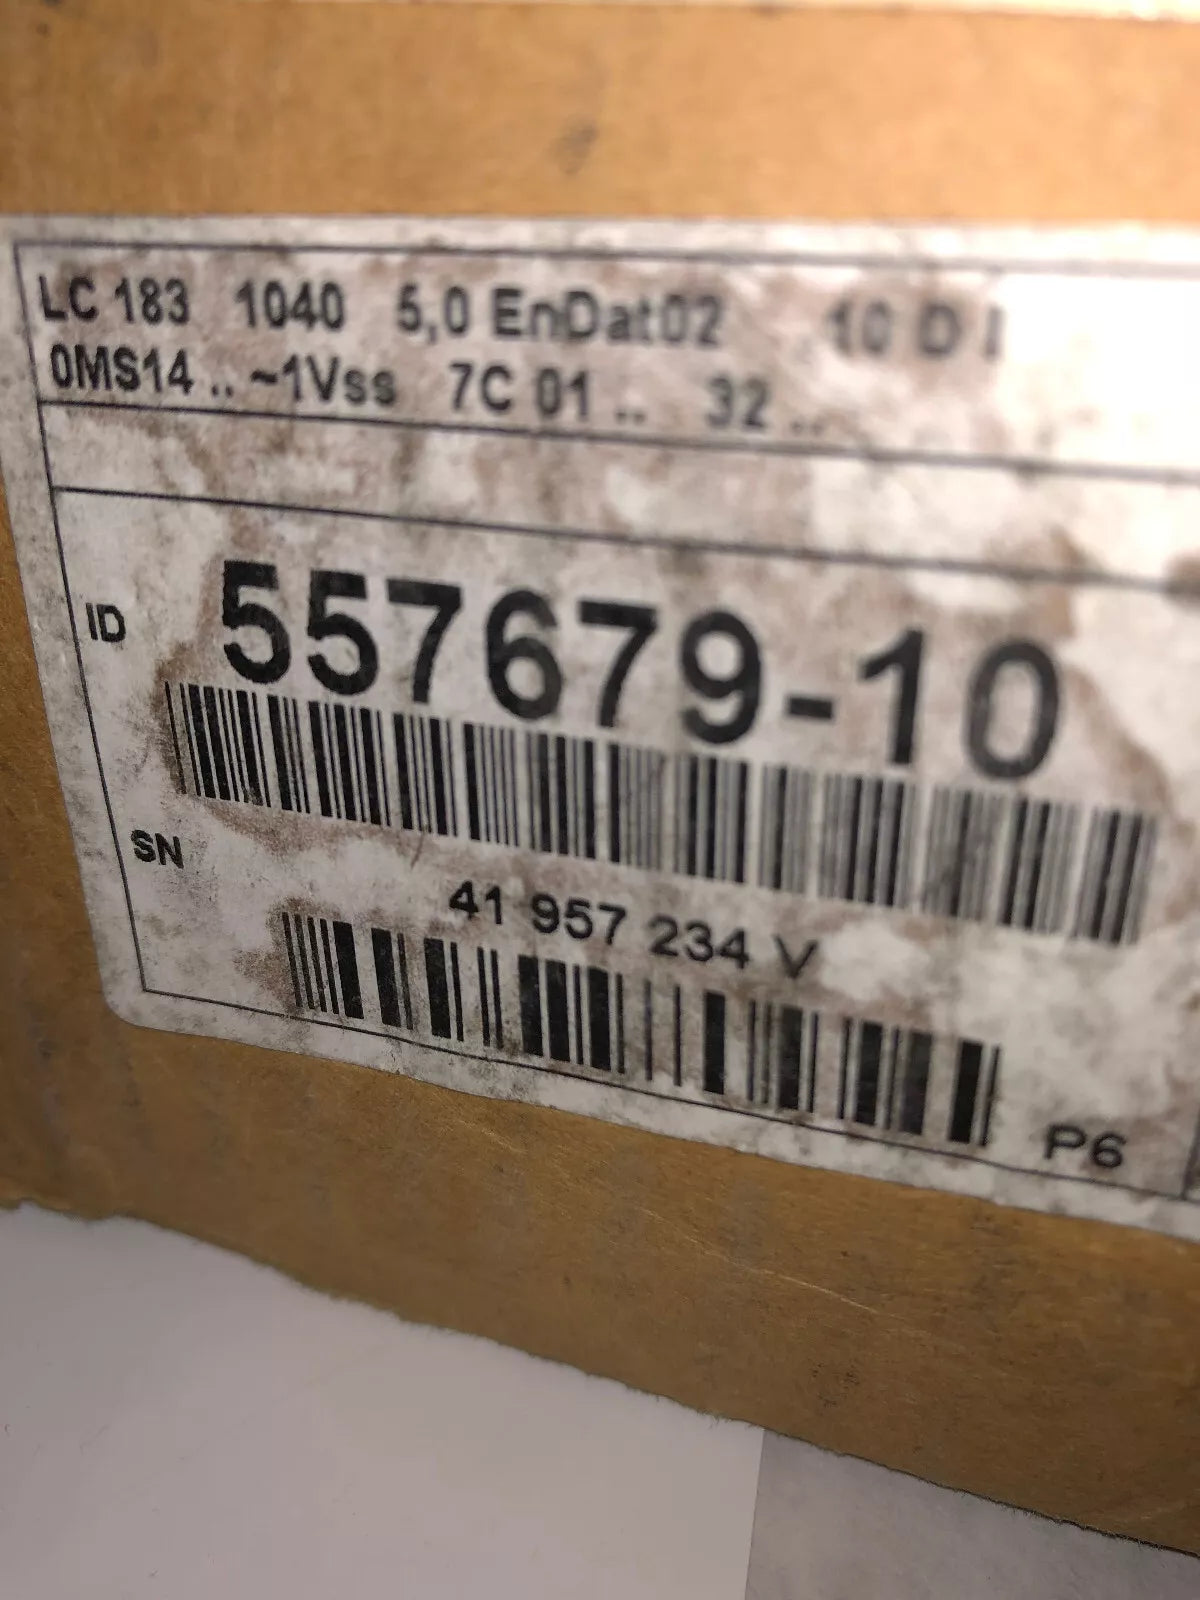 LC 183 1040 5,0 EnDat02 10 D I
0MS14 .. ~1Vss 7C 01 .. 32 ..
ID 557679-10
SN 41 957 234 V
P6